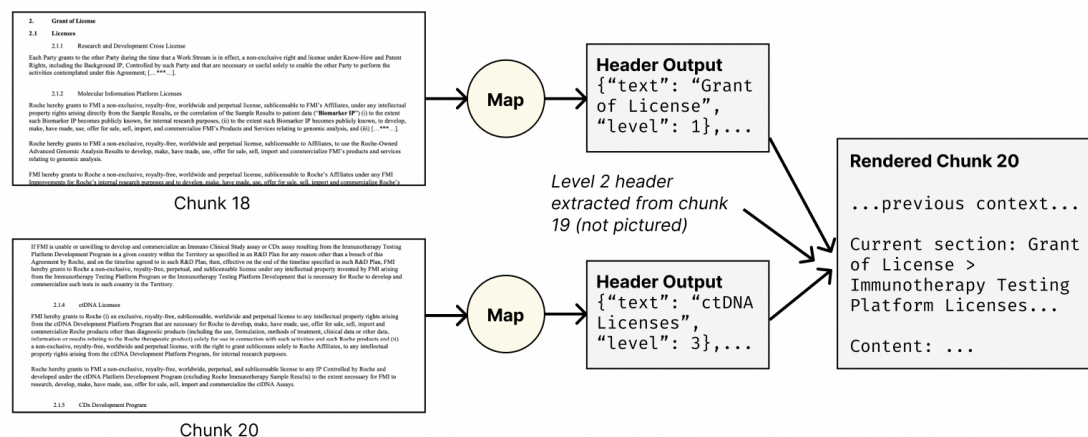 2. Grant of License
2.1 Licenses
2.1.1 Research and Development Cross License
Each Party grants to the other Party during the time that a Work Stream is in effect, a non-exclusive right and license under Know-How and Patent
Rights, including the Background IP, Controlled by such Party and that are necessary or useful solely to enable the other Party to perform the
activities contemplated under this Agreement; [...***...].
2.1.2 Molecular Information Platform Licenses
Roche hereby grants to FMI a non-exclusive, royalty-free, worldwide and perpetual license, sublicensable to FMI's Affiliates, under any intellectual
property rights arising directly from the Sample Results, or the correlation of the Sample Results to patient data ("Biomarker IP") (i) to the extent
such Biomarker IP becomes publicly known, for internal research purposes, (ii) to the extent such Biomarker IP becomes publicly known, to develop,
make, have made, use, offer for sale, sell, import, and commercialize FMI's Products and Services relating to genomic analysis, and (iii) [...***...].
Roche hereby grants to FMI a non-exclusive, royalty-free, worldwide and perpetual license, sublicensable to Affiliates, to use the Roche-Owned
Advanced Genomic Analysis Results to develop, make, have made, use, offer for sale, sell, import and commercialize FMI's products and services
relating to genomic analysis.
FMI hereby grants to Roche a non-exclusive, royalty-free, worldwide and perpetual license, sublicensable to Roche's Affiliates under any FMI
Improvements for Roche's internal research purposes and to develop, make, have made, use, offer for sale, sell, import and commercialize Roche's
Chunk 18
Map
Header Output
{“text”: “Grant
of License”,
“level”: 1},...
Level 2 header
extracted from chunk
19 (not pictured)
If FMI is unable or unwilling to develop and commercialize an Immuno Clinical Study assay or CDx assay resulting from the Immunotherapy Testing
Platform Development Program in a given country within the Territory as specified in an R&D Plan for any reason other than a breach of this
Agreement by Roche, and on the timeline agreed to in such R&D Plan, then, effective on the end of the timeline specified in such R&D Plan, FMI
hereby grants to Roche a non-exclusive, royalty-free, perpetual, and sublicensable license under any intellectual property invented by FMI arising
from the Immunotherapy Testing Platform Program or the Immunotherapy Testing Platform Development that is necessary for Roche to develop and
commercialize such tests in such country in the Territory.
2.1.4 ctDNA Licenses
FMI hereby grants to Roche (i) an exclusive, sublicensable, worldwide and perpetual license to any intellectual property rights arising
from the ctDNA Development Platform Program that are necessary for Roche to develop, make, have made, use, offer for sale, sell, import and
commercialize Roche products other than diagnostic products (including the use, formulation, methods of treatment, clinical data or other data,
information or results relating to the Roche therapeutic product) solely for use in connection with such activities and such Roche products and (ii)
a non-exclusive, royalty-free, worldwide and perpetual license, with the right to grant sublicenses solely to Roche Affiliates, to any intellectual
property rights arising from the ctDNA Development Platform Program, for internal research purposes.
Roche hereby grants to FMI a non-exclusive, royalty-free, worldwide, perpetual, and sublicensable license to any IP Controlled by Roche and
developed under the ctDNA Platform Development Program (excluding Roche Immunotherapy Sample Results) to the extent necessary for FMI to
research, develop, make, have made, use, offer for sale, sell, import and commercialize the ctDNA Assays.
2.1.5 CDx Development Program
Chunk 20
Map
Header Output
{“text”: “ctDNA
Licenses”,
“level”: 3},...
Rendered Chunk 20
...previous context...
Current section: Grant
of License >
Immunotherapy Testing
Platform Licenses...
Content: ...